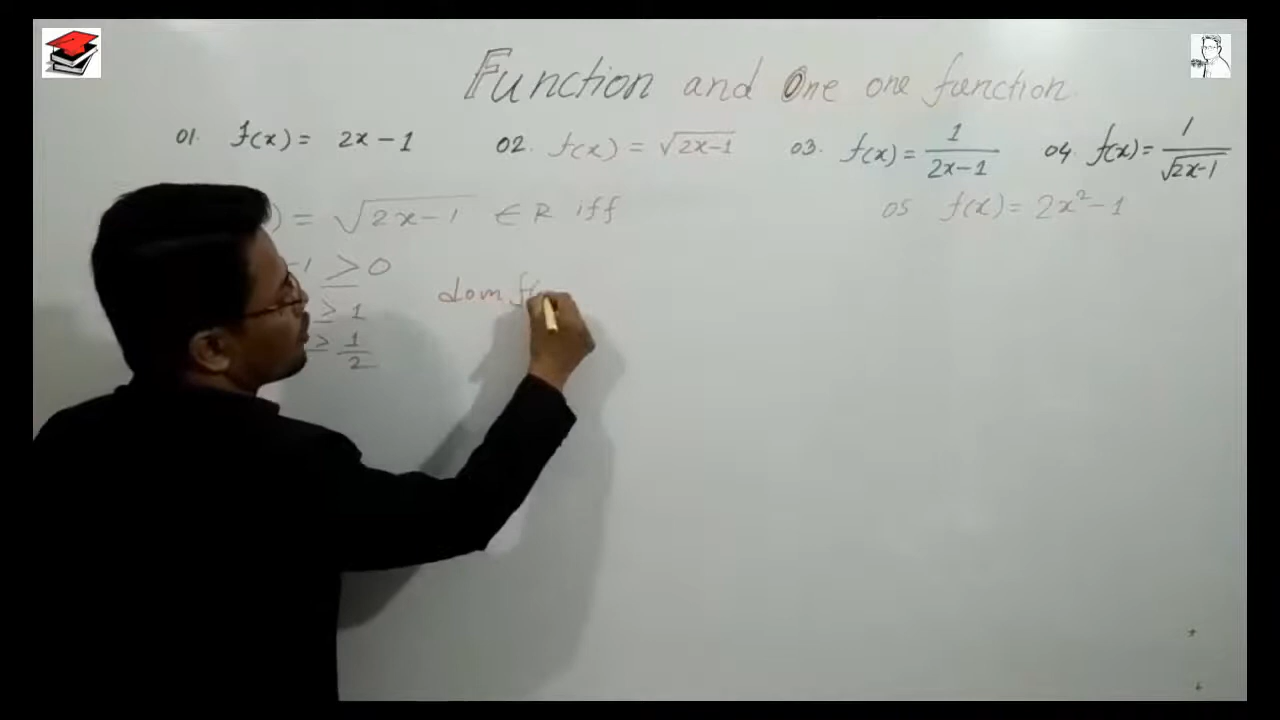 Function and One one function
01. f(x) = 2x-1 02. f(x) = √(2x-1) 03. f(x) = 1/(2x-1) 04. f(x) = 1/√(2x-1)
05 f(x) = 2x²-1
) = √(2x-1) ∈ R iff
-1 ≥ 0
≥ 1
≥ 1/2
dom f(